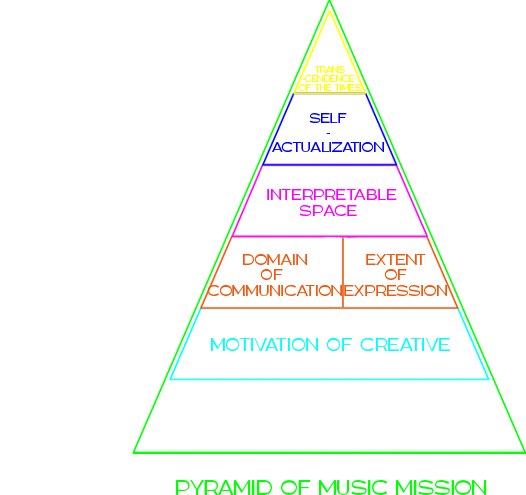 TRANS
-CENDENCE
OF THE TIMES
SELF
-
ACTUALIZATION
INTERPRETABLE
SPACE
DOMAIN
OF
COMMUNICATION
EXTENT
OF
EXPRESSION
MOTIVATION OF CREATIVE
PYRAMID OF MUSIC MISSION